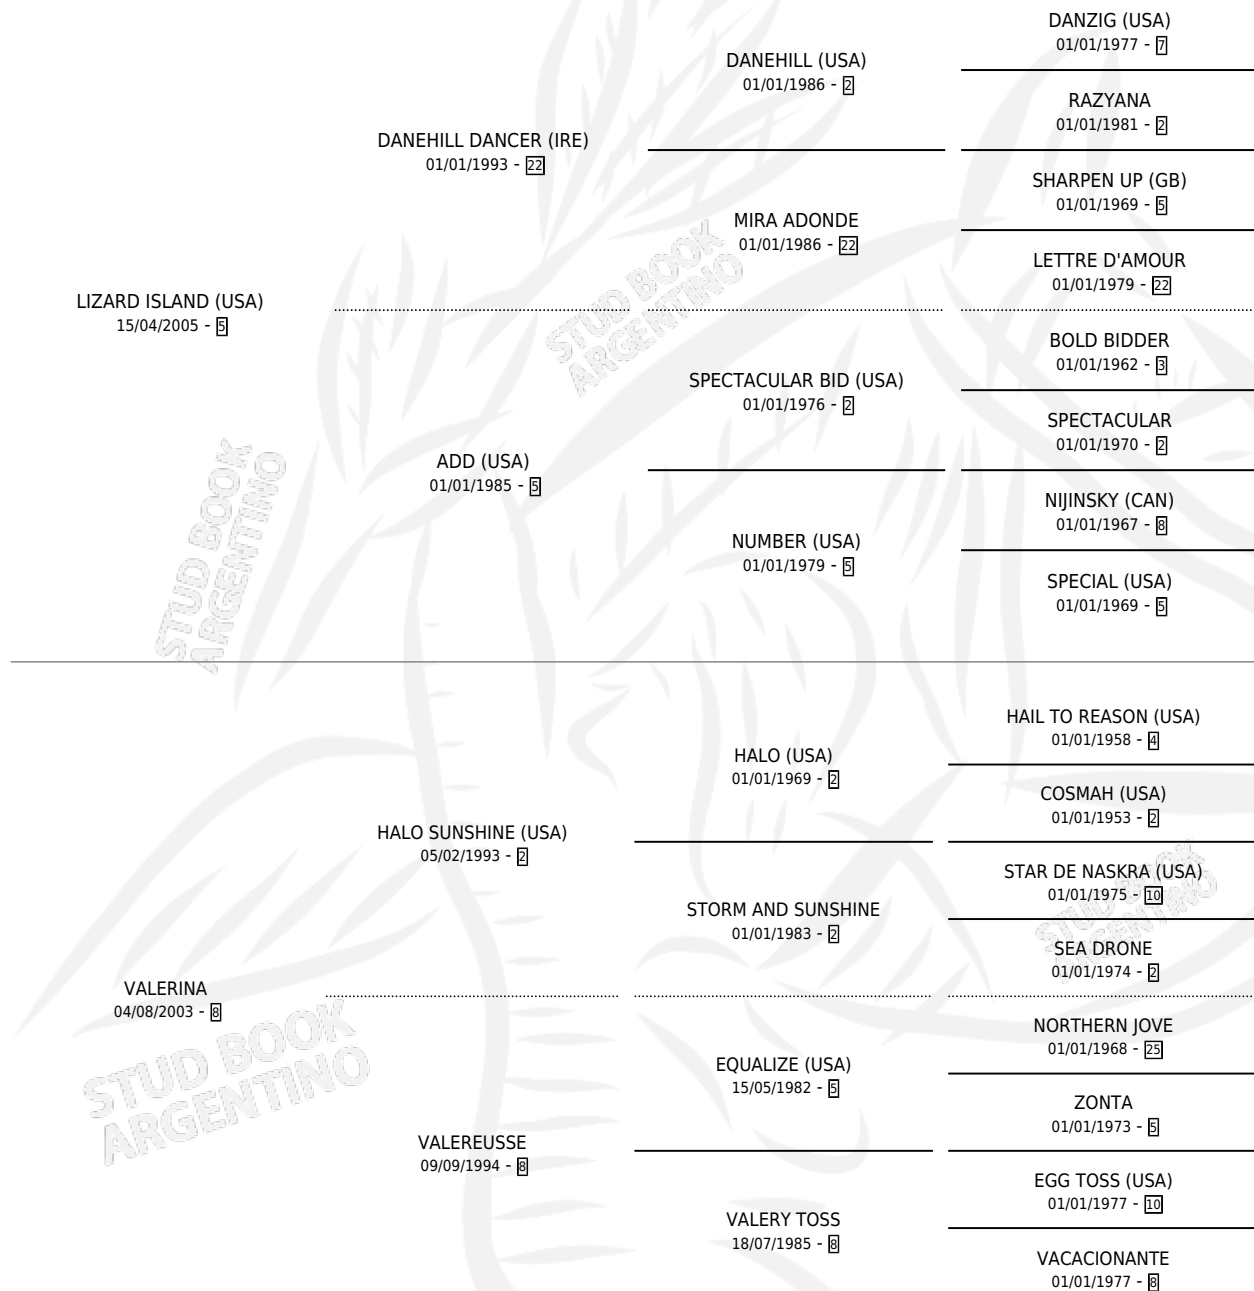 DANZIG (USA)
01/01/1977 - 7
DANEHILL (USA)
01/01/1986 - 2
RAZYANA
01/01/1981 - 2
DANEHILL DANCER (IRE)
01/01/1993 - 22
SHARPEN UP (GB)
01/01/1969 - 5
MIRA ADONDE
01/01/1986 - 22
LETTRE D'AMOUR
01/01/1979 - 22
LIZARD ISLAND (USA)
15/04/2005 - 5
STUD BOOK
ARGENTINO
BOLD BIDDER
01/01/1962 - 3
SPECTACULAR BID (USA)
01/01/1976 - 2
SPECTACULAR
01/01/1970 - 2
ADD (USA)
01/01/1985 - 5
NIJINSKY (CAN)
01/01/1967 - 8
NUMBER (USA)
01/01/1979 - 5
SPECIAL (USA)
01/01/1969 - 5
STUD BOOK
ARGENTINO
HAIL TO REASON (USA)
01/01/1958 - 4
HALO (USA)
01/01/1969 - 2
COSMAH (USA)
01/01/1953 - 2
HALO SUNSHINE (USA)
05/02/1993 - 2
STAR DE NASKRA (USA)
01/01/1975 - 10
STORM AND SUNSHINE
01/01/1983 - 2
STUD BOOK
ARGENTINO
SEA DRONE
01/01/1974 - 2
VALERINA
04/08/2003 - 8
NORTHERN JOVE
01/01/1968 - 25
EQUALIZE (USA)
15/05/1982 - 5
STUD BOOK
ARGENTINO
ZONTA
01/01/1973 - 5
VALEREUSSE
09/09/1994 - 8
EGG TOSS (USA)
01/01/1977 - 10
VALERY TOSS
18/07/1985 - 8
VACACIONANTE
01/01/1977 - 8